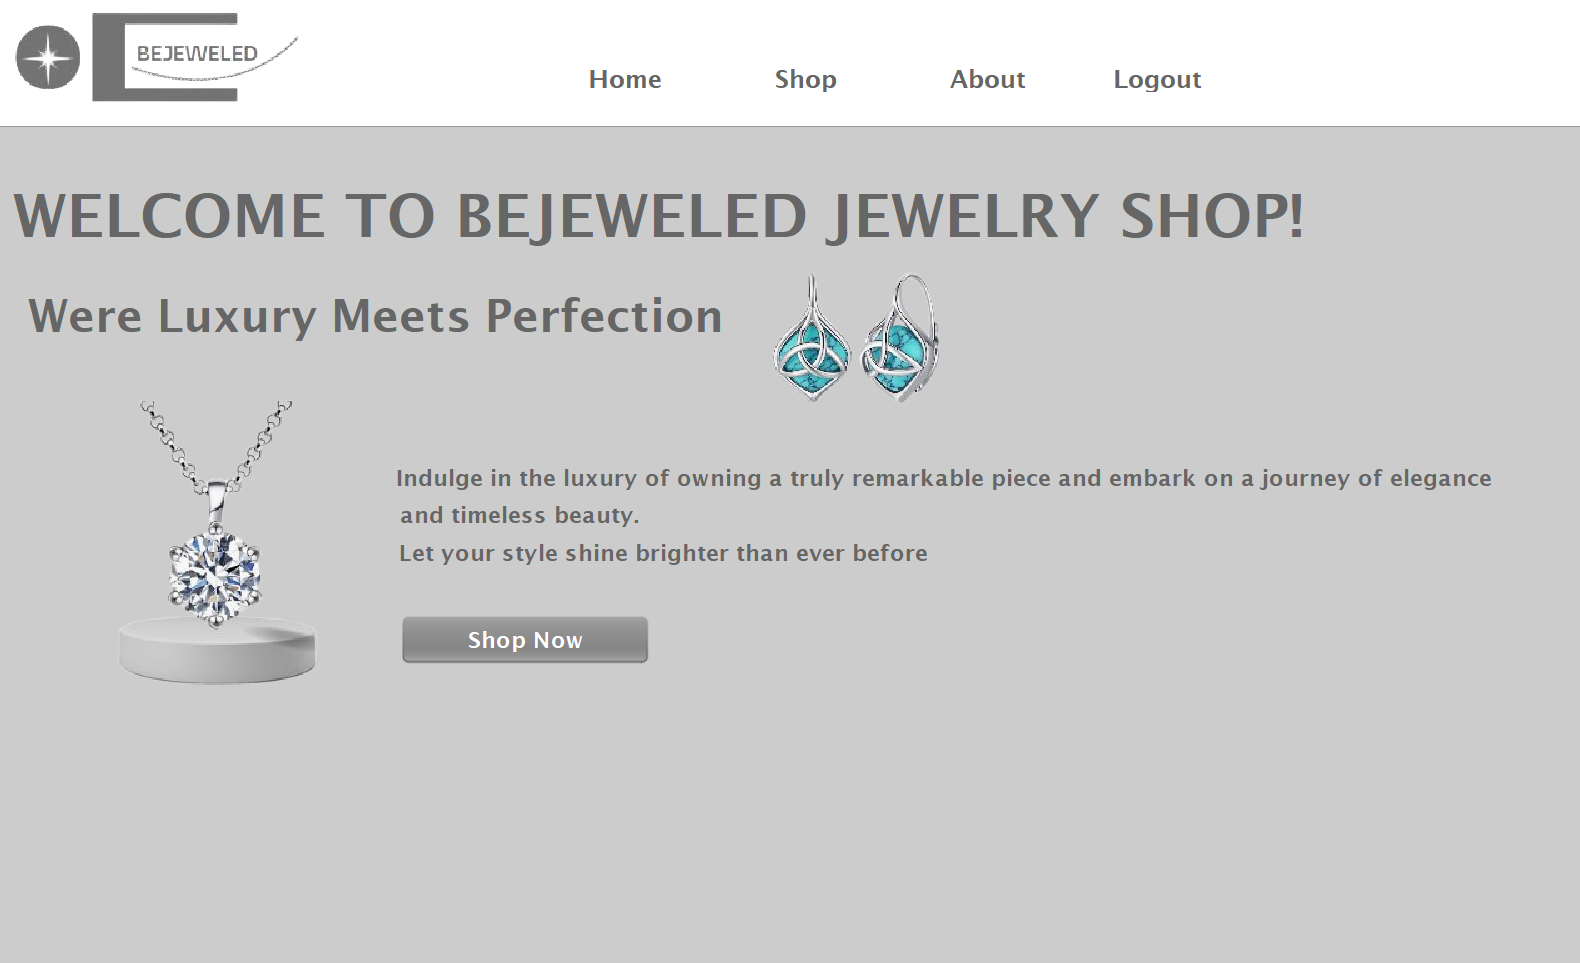 BEJEWELED
Home Shop About Logout
WELCOME TO BEJEWELED JEWELRY SHOP!
Were Luxury Meets Perfection
Indulge in the luxury of owning a truly remarkable piece and embark on a journey of elegance
and timeless beauty.
Let your style shine brighter than ever before
Shop Now